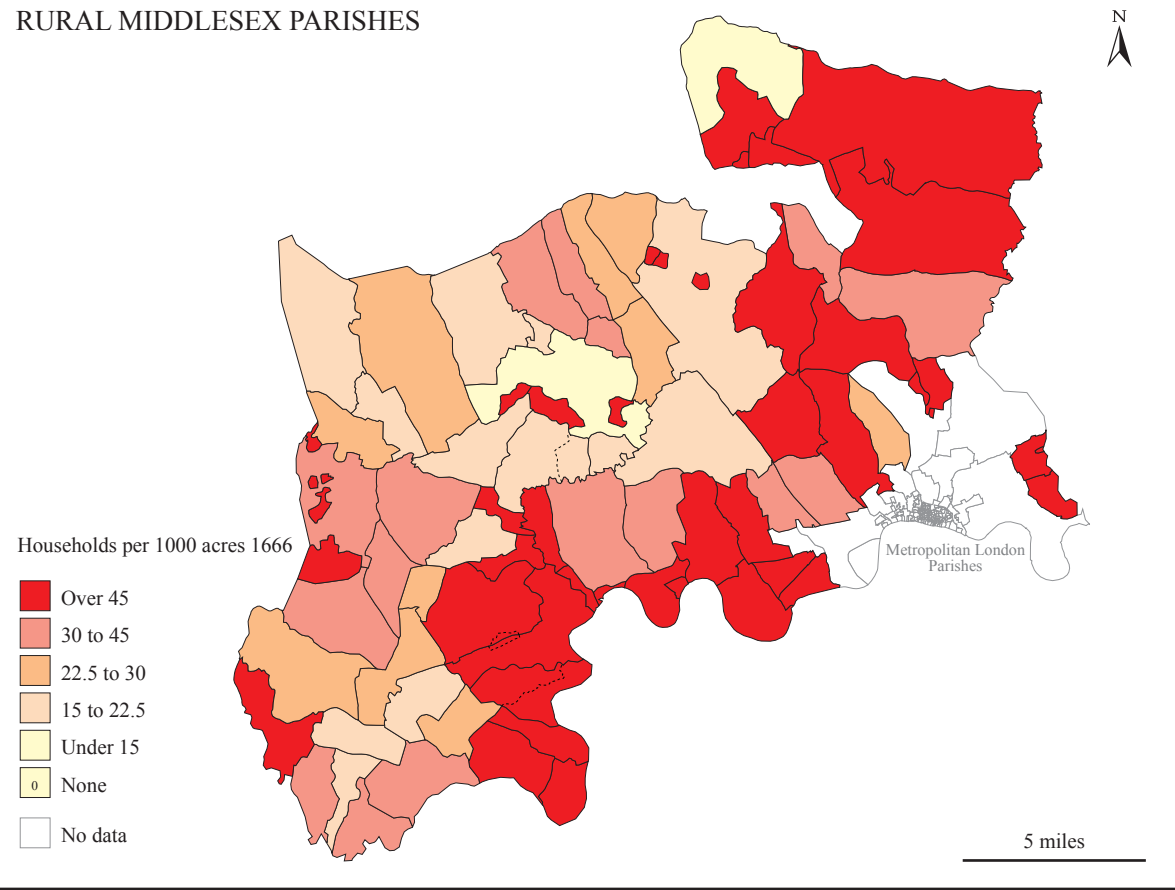 RURAL MIDDLESEX PARISHES
N
Metropolitan London
Parishes
Households per 1000 acres 1666
Over 45
30 to 45
22.5 to 30
15 to 22.5
Under 15
0 None
No data
5 miles